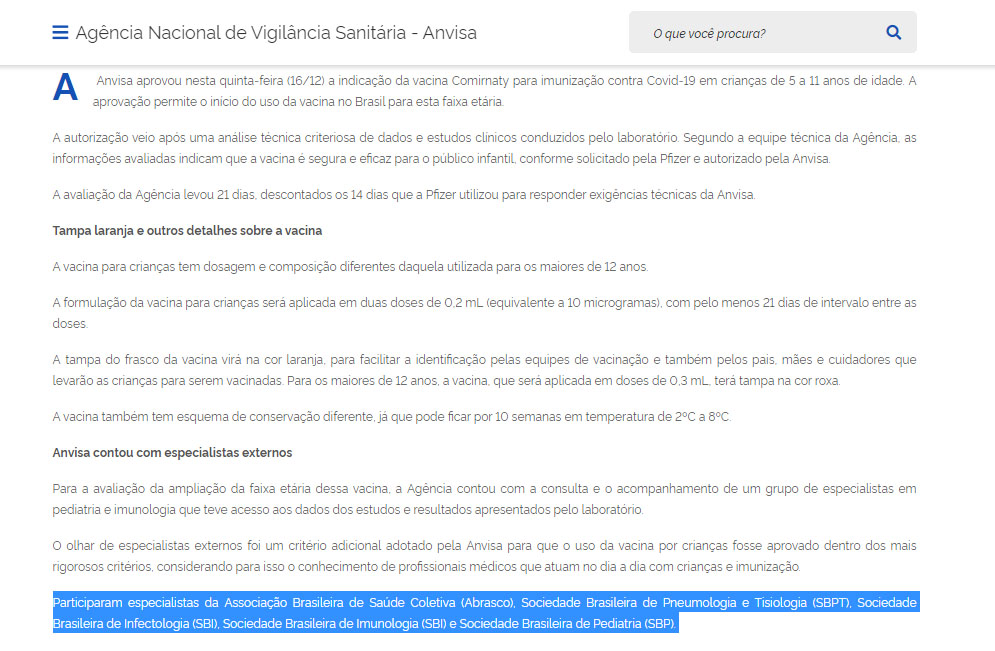 Agência Nacional de Vigilância Sanitária - Anvisa
O que você procura?
A Anvisa aprovou nesta quinta-feira (16/12) a indicação da vacina Comirnaty para imunização contra Covid-19 em crianças de 5 a 11 anos de idade. A
aprovação permite o início do uso da vacina no Brasil para esta faixa etária.
A autorização veio após uma análise técnica criteriosa de dados e estudos clínicos conduzidos pelo laboratório. Segundo a equipe técnica da Agência, as
informações avaliadas indicam que a vacina é segura e eficaz para o público infantil, conforme solicitado pela Pfizer e autorizado pela Anvisa.
A avaliação da Agência levou 21 dias, descontados os 14 dias que a Pfizer utilizou para responder exigências técnicas da Anvisa.
Tampa laranja e outros detalhes sobre a vacina
A vacina para crianças tem dosagem e composição diferentes daquela utilizada para os maiores de 12 anos.
A formulação da vacina para crianças será aplicada em duas doses de 0,2 mL (equivalente a 10 microgramas), com pelo menos 21 dias de intervalo entre as
doses.
A tampa do frasco da vacina virá na cor laranja, para facilitar a identificação pelas equipes de vacinação e também pelos pais, mães e cuidadores que
levarão as crianças para serem vacinadas. Para os maiores de 12 anos, a vacina, que será aplicada em doses de 0,3 mL, terá tampa na cor roxa.
A vacina também tem esquema de conservação diferente, já que pode ficar por 10 semanas em temperatura de 2ºC a 8ºC.
Anvisa contou com especialistas externos
Para a avaliação da ampliação da faixa etária dessa vacina, a Agência contou com a consulta e o acompanhamento de um grupo de especialistas em
pediatria e imunologia que teve acesso aos dados dos estudos e resultados apresentados pelo laboratório.
O olhar de especialistas externos foi um critério adicional adotado pela Anvisa para que o uso da vacina por crianças fosse aprovado dentro dos mais
rigorosos critérios, considerando para isso o conhecimento de profissionais médicos que atuam no dia a dia com crianças e imunização.
Participaram especialistas da Associação Brasileira de Saúde Coletiva (Abrasco), Sociedade Brasileira de Pneumologia e Tisiologia (SBPT), Sociedade
Brasileira de Infectologia (SBI), Sociedade Brasileira de Imunologia (SBI) e Sociedade Brasileira de Pediatria (SBP).